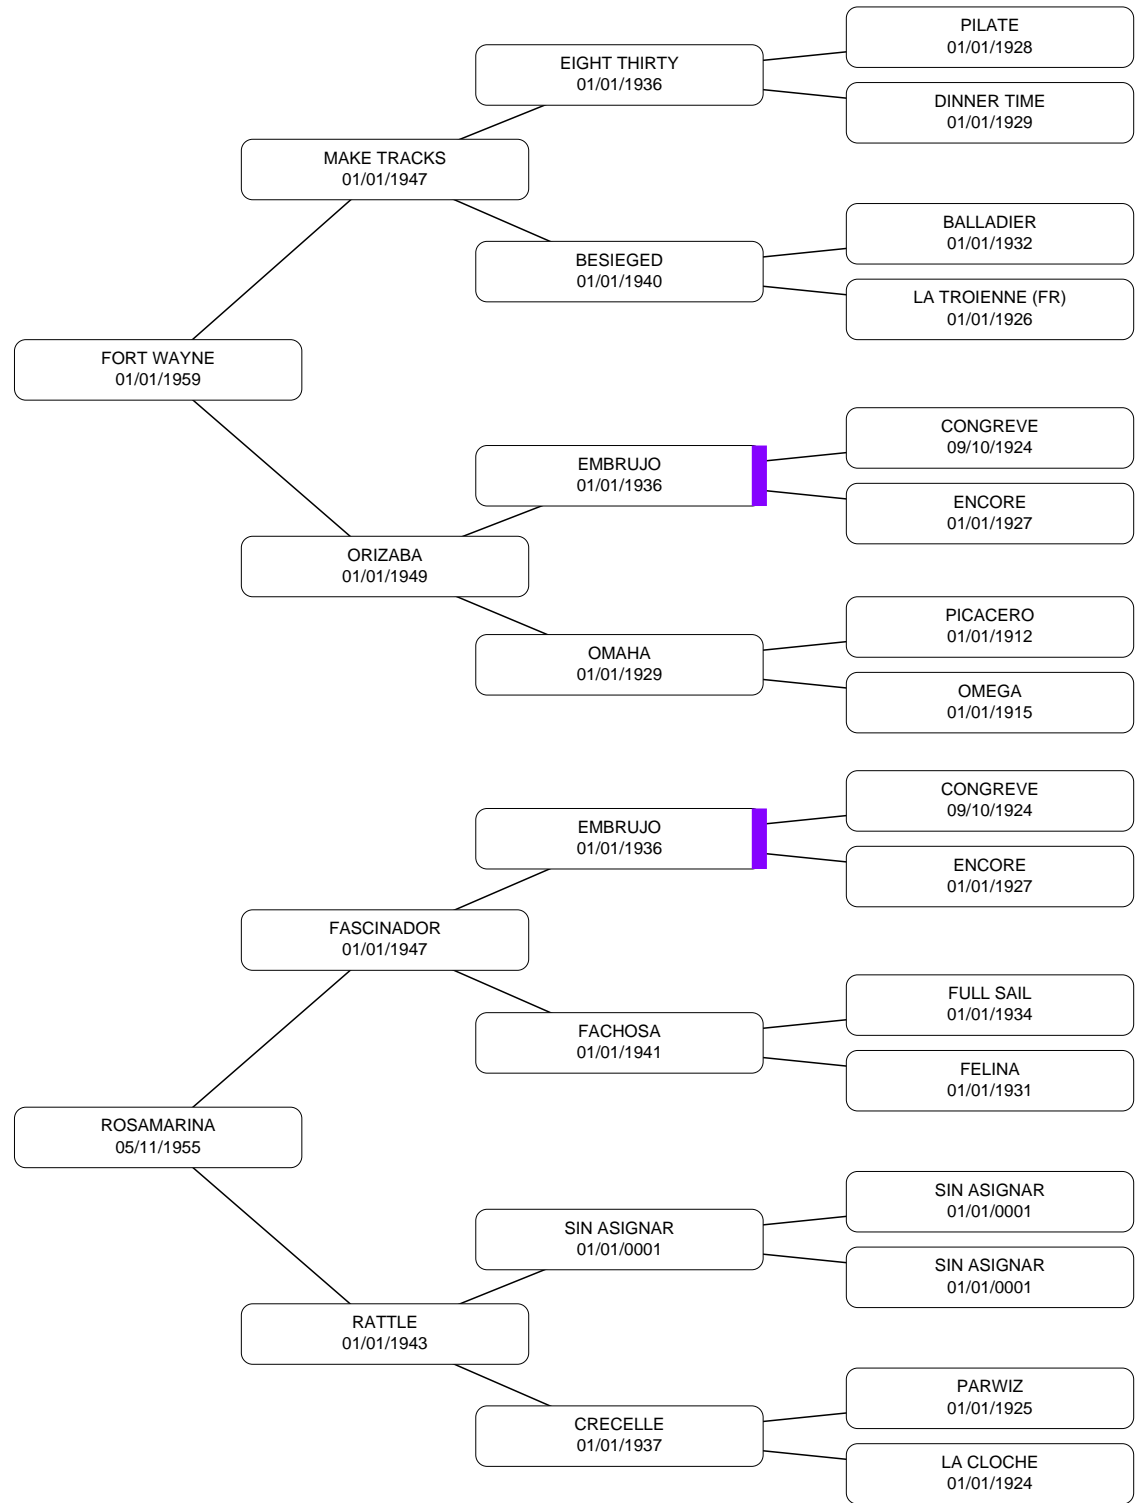 PILATE
01/01/1928
EIGHT THIRTY
01/01/1936
DINNER TIME
01/01/1929
MAKE TRACKS
01/01/1947
BALLADIER
01/01/1932
BESIEGED
01/01/1940
LA TROIENNE (FR)
01/01/1926
FORT WAYNE
01/01/1959
CONGREVE
09/10/1924
EMBRUJO
01/01/1936
ENCORE
01/01/1927
ORIZABA
01/01/1949
PICACERO
01/01/1912
OMAHA
01/01/1929
OMEGA
01/01/1915
CONGREVE
09/10/1924
EMBRUJO
01/01/1936
ENCORE
01/01/1927
FASCINADOR
01/01/1947
FULL SAIL
01/01/1934
FACHOSA
01/01/1941
FELINA
01/01/1931
ROSAMARINA
05/11/1955
SIN ASIGNAR
01/01/0001
SIN ASIGNAR
01/01/0001
SIN ASIGNAR
01/01/0001
RATTLE
01/01/1943
PARWIZ
01/01/1925
CRECELLE
01/01/1937
LA CLOCHE
01/01/1924